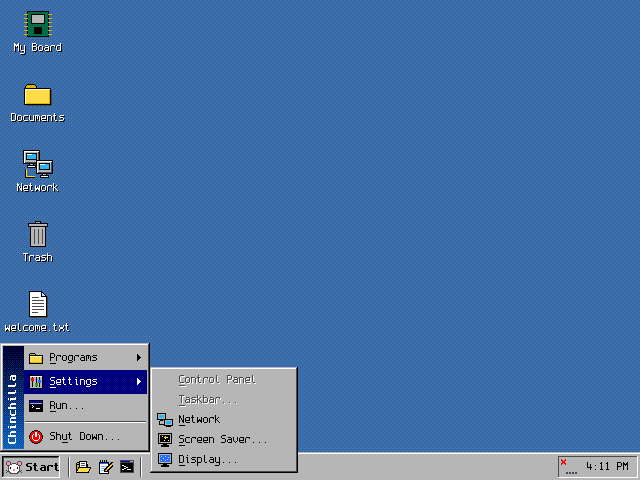 My Board
Documents
Network
Trash
welcome.txt
Chinchilla
Programs
Settings
Run...
Shut Down...
Control Panel
Taskbar...
Network
Screen Saver...
Display...
Start
4:11 PM